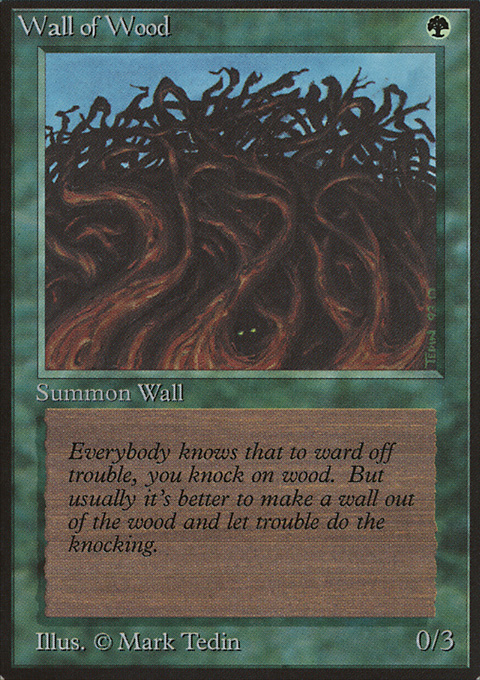 Wall of Wood
TEDIN 93 ©
Summon Wall
Everybody knows that to ward off
trouble, you knock on wood. But
usually it's better to make a wall out
of the wood and let trouble do the
knocking.
Illus. © Mark Tedin
0/3